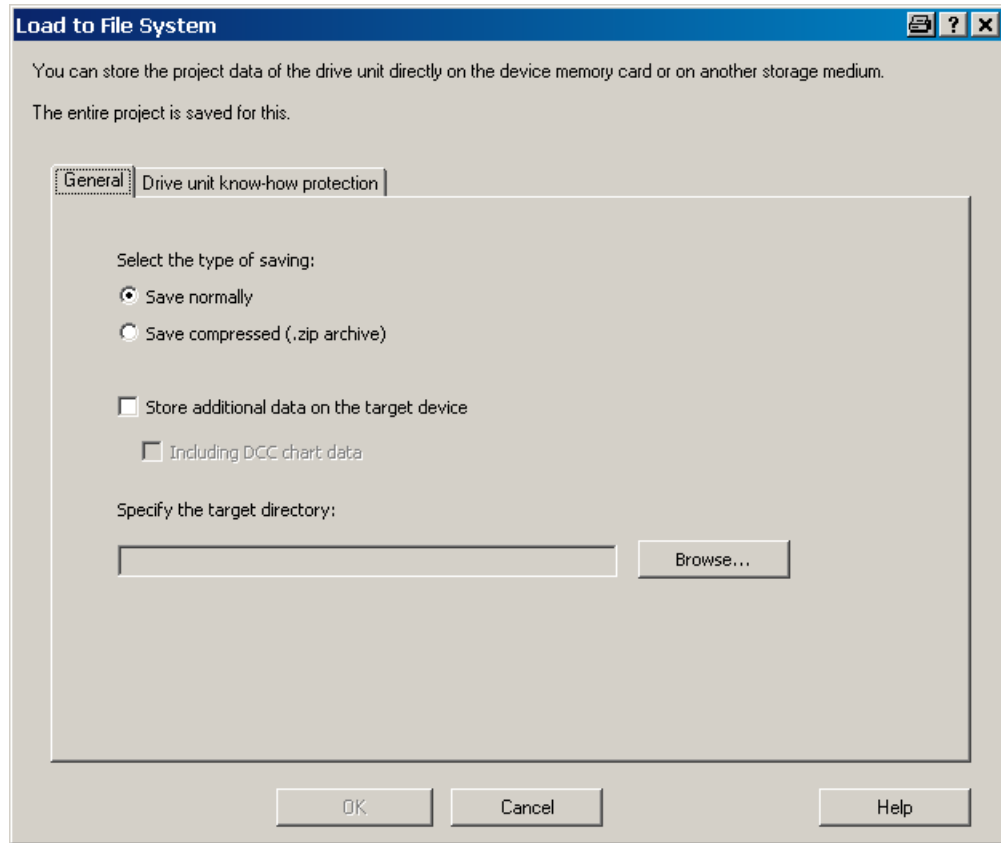 Load to File System
You can store the project data of the drive unit directly on the device memory card or on another storage medium.
The entire project is saved for this.
General Drive unit know-how protection
Select the type of saving:
Save normally
Save compressed (.zip archive)
Store additional data on the target device
Including DCC chart data
Specify the target directory:
Browse...
OK Cancel Help